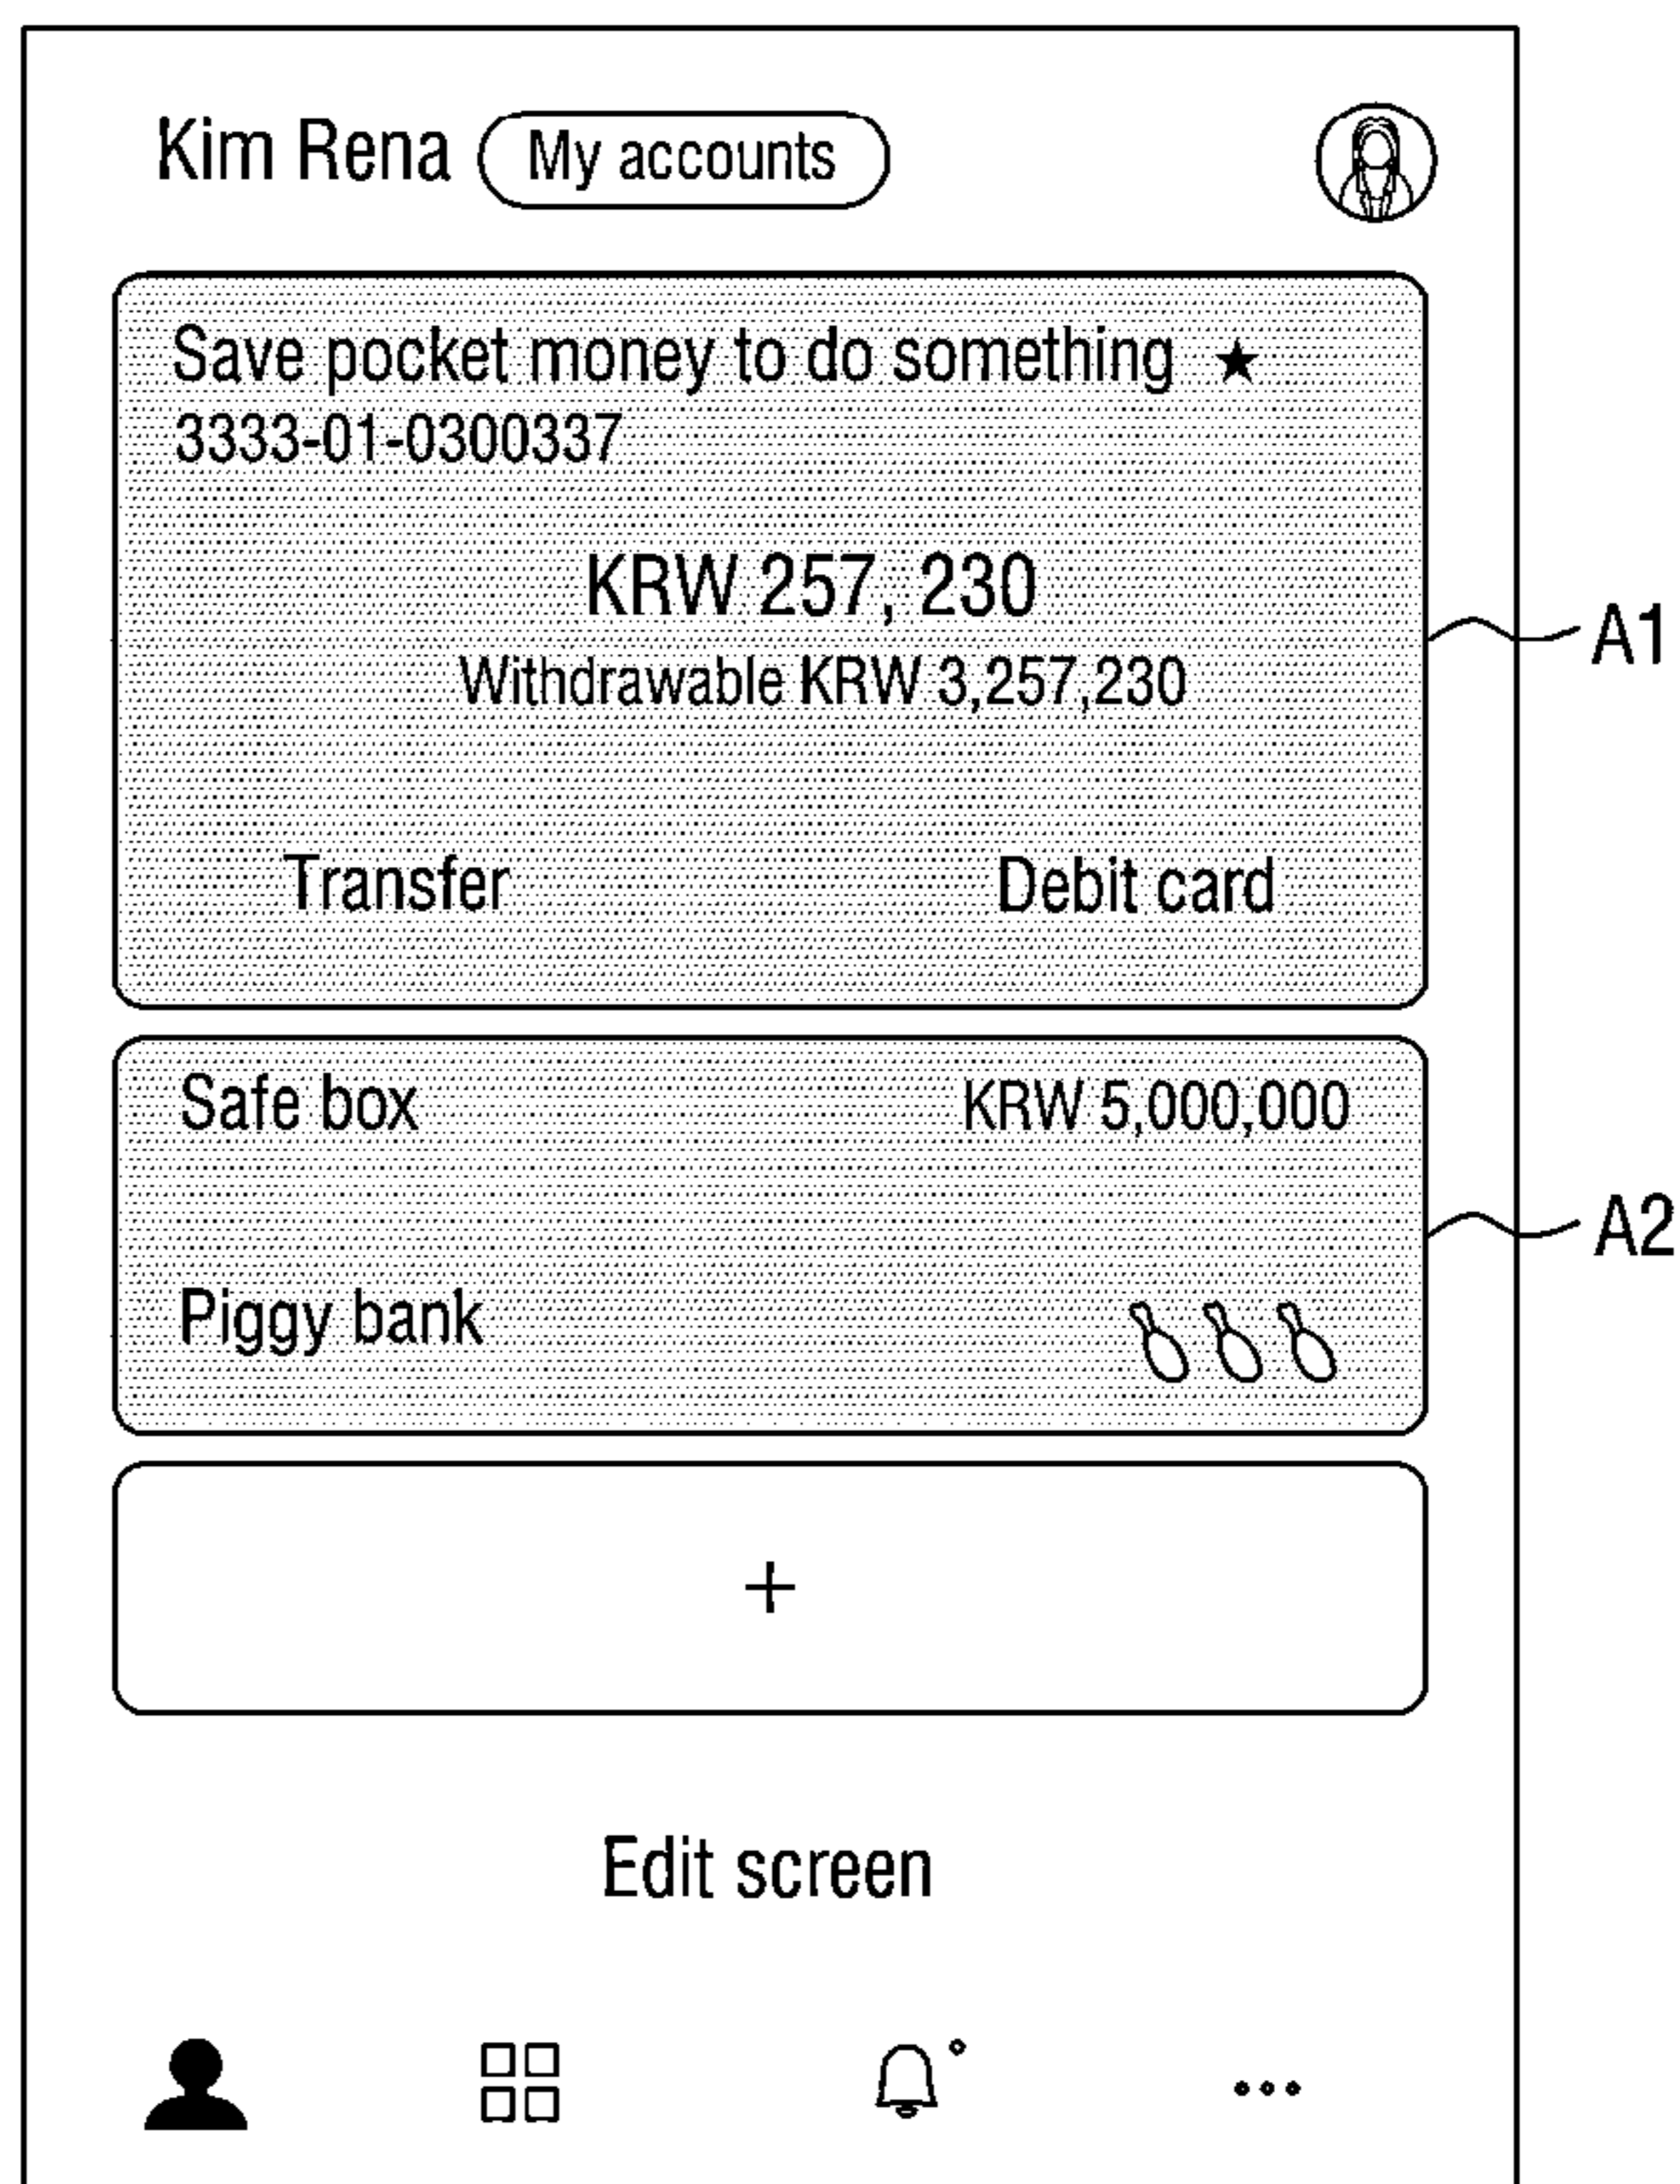 Kim Rena My accounts
Save pocket money to do something ★
3333-01-0300337
KRW 257, 230
Withdrawable KRW 3,257,230
A1
Transfer Debit card
Safe box KRW 5,000,000
A2
Piggy bank
+
Edit screen